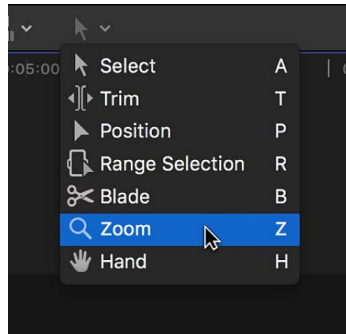 :05:00
Select A
Trim T
Position P
Range Selection R
Blade B
Zoom Z
Hand H